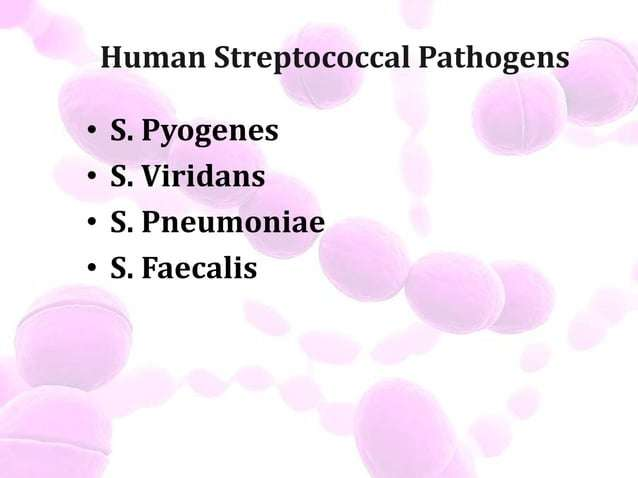 Human Streptococcal Pathogens
• S. Pyogenes
• S. Viridans
• S. Pneumoniae
• S. Faecalis